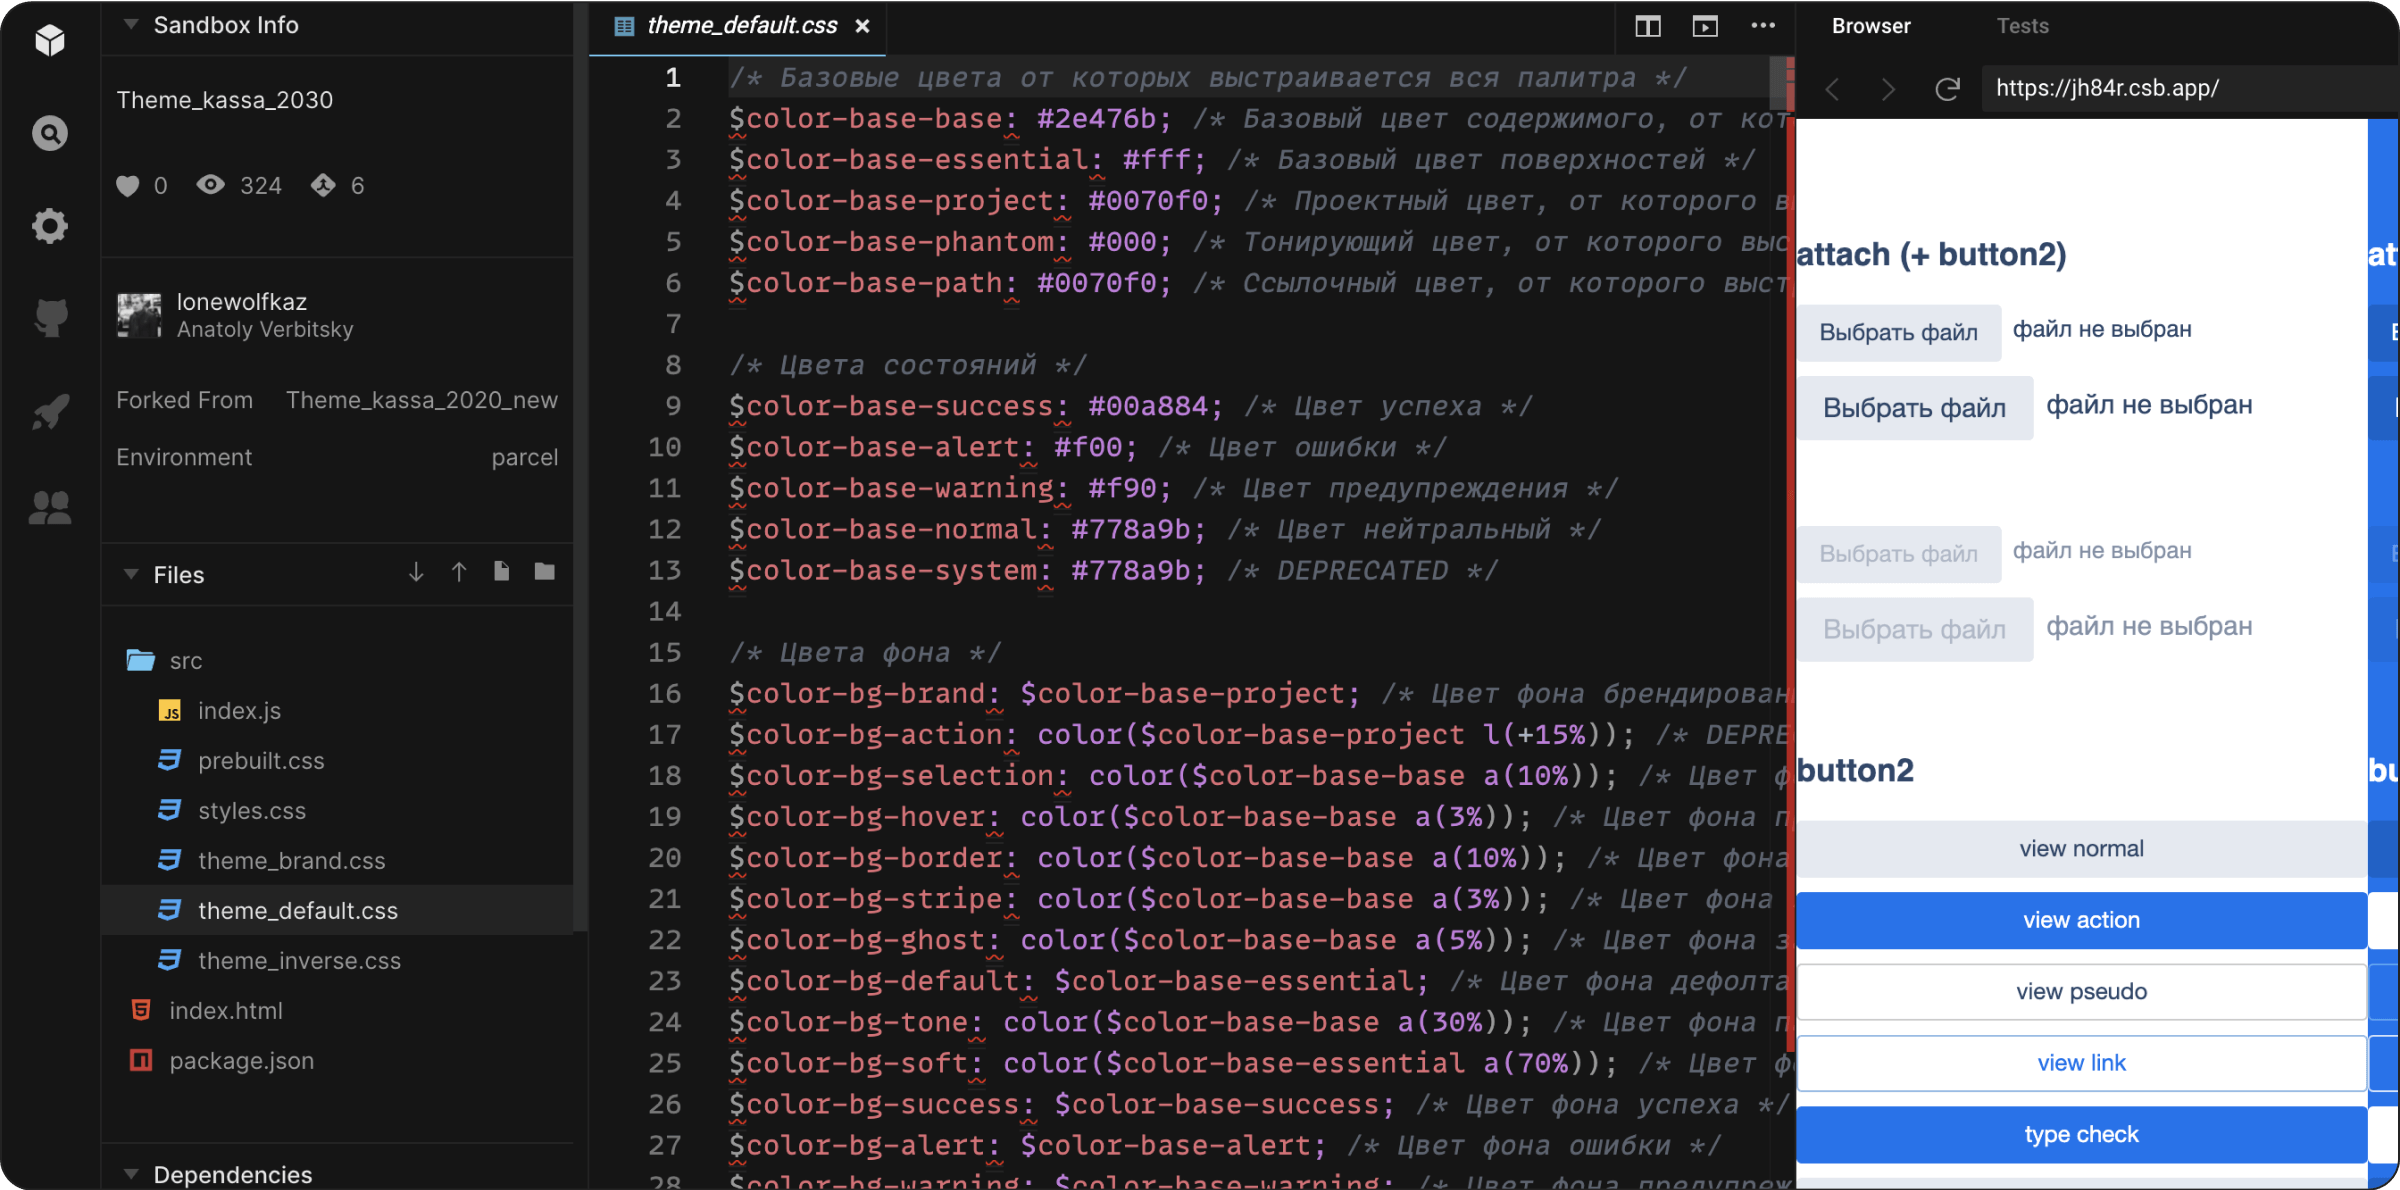 Sandbox Info
Theme_kassa_2030
0 324 6
lonewolfkaz
Anatoly Verbitsky
Forked From Theme_kassa_2020_new
Environment parcel
Files
src
JS index.js
prebuilt.css
styles.css
theme_brand.css
theme_default.css
theme_inverse.css
index.html
package.json
Dependencies
theme_default.css
1 /* Базовые цвета от которых выстраивается вся палитра */
2 $color-base-base: #2e476b; /* Базовый цвет содержимого, от кот
3 $color-base-essential: #fff; /* Базовый цвет поверхностей */
4 $color-base-project: #0070f0; /* Проектный цвет, от которого в
5 $color-base-phantom: #000; /* Тонирующий цвет, от которого выс
6 $color-base-path: #0070f0; /* Ссылочный цвет, от которого выст
7
8 /* Цвета состояний */
9 $color-base-success: #00a884; /* Цвет успеха */
10 $color-base-alert: #f00; /* Цвет ошибки */
11 $color-base-warning: #f90; /* Цвет предупреждения */
12 $color-base-normal: #778a9b; /* Цвет нейтральный */
13 $color-base-system: #778a9b; /* DEPRECATED */
14
15 /* Цвета фона */
16 $color-bg-brand: $color-base-project; /* Цвет фона брендирован
17 $color-bg-action: color($color-base-project l(+15%)); /* DEPRE
18 $color-bg-selection: color($color-base-base a(10%)); /* Цвет ф
19 $color-bg-hover: color($color-base-base a(3%)); /* Цвет фона п
20 $color-bg-border: color($color-base-base a(10%)); /* Цвет фона
21 $color-bg-stripe: color($color-base-base a(3%)); /* Цвет фона
22 $color-bg-ghost: color($color-base-base a(5%)); /* Цвет фона з
23 $color-bg-default: $color-base-essential; /* Цвет фона дефолта
24 $color-bg-tone: color($color-base-base a(30%)); /* Цвет фона п
25 $color-bg-soft: color($color-base-essential a(70%)); /* Цвет ф
26 $color-bg-success: $color-base-success; /* Цвет фона успеха */
27 $color-bg-alert: $color-base-alert; /* Цвет фона ошибки */
28 $color-bg-warning: $color-base-warning; /* Цвет фона предупреж
Browser Tests
https://jh84r.csb.app/
attach (+ button2) at
Выбрать файл файл не выбран
Выбрать файл файл не выбран
Выбрать файл файл не выбран
Выбрать файл файл не выбран
button2 bu
view normal
view action
view pseudo
view link
type check